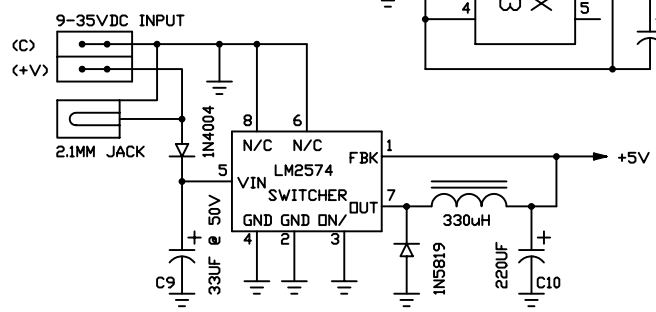 9-35VDC INPUT
(C)
(+V)
2.1MM JACK
1N4004
8
6
N/C
N/C
5
VIN
LM2574
SWITCHER
FBK
1
OUT
7
GND
GND
ON/
4
2
3
C9
33UF @ 50V
1N5819
330uH
220UF
C10
+5V
4
5
3
X